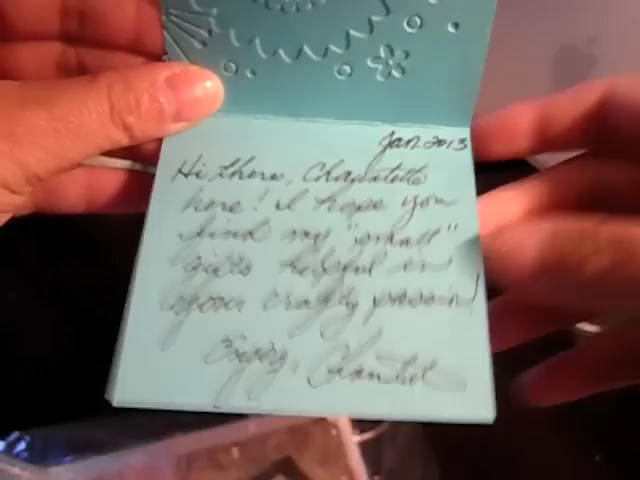 Jan. 2013
Hi there, Chantelle
here! I hope you
find my "small"
gifts helpful in
your crafty passion!
Enjoy, Chantel